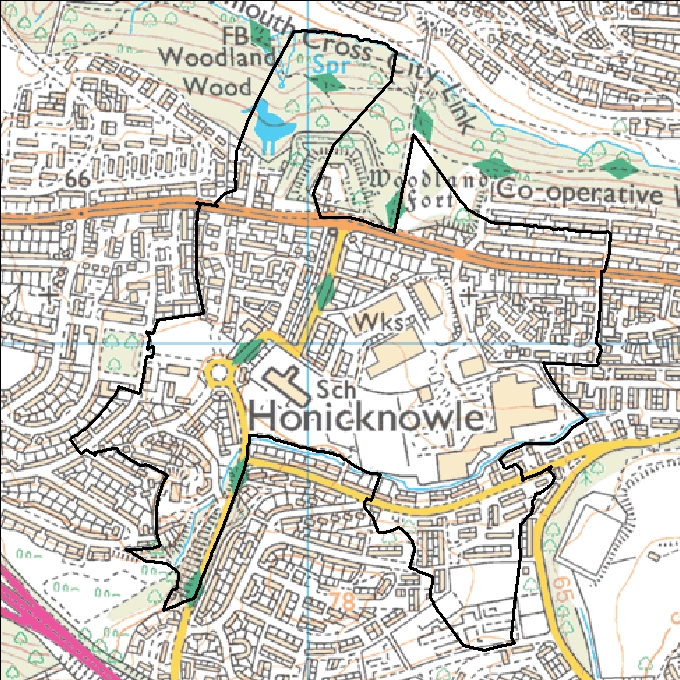 mouth Cross-City Link
FB
Woodland
Wood
Spr
66
Woodland
Fort
Co-operative W
Wks
Sch
Honicknowle
78
65